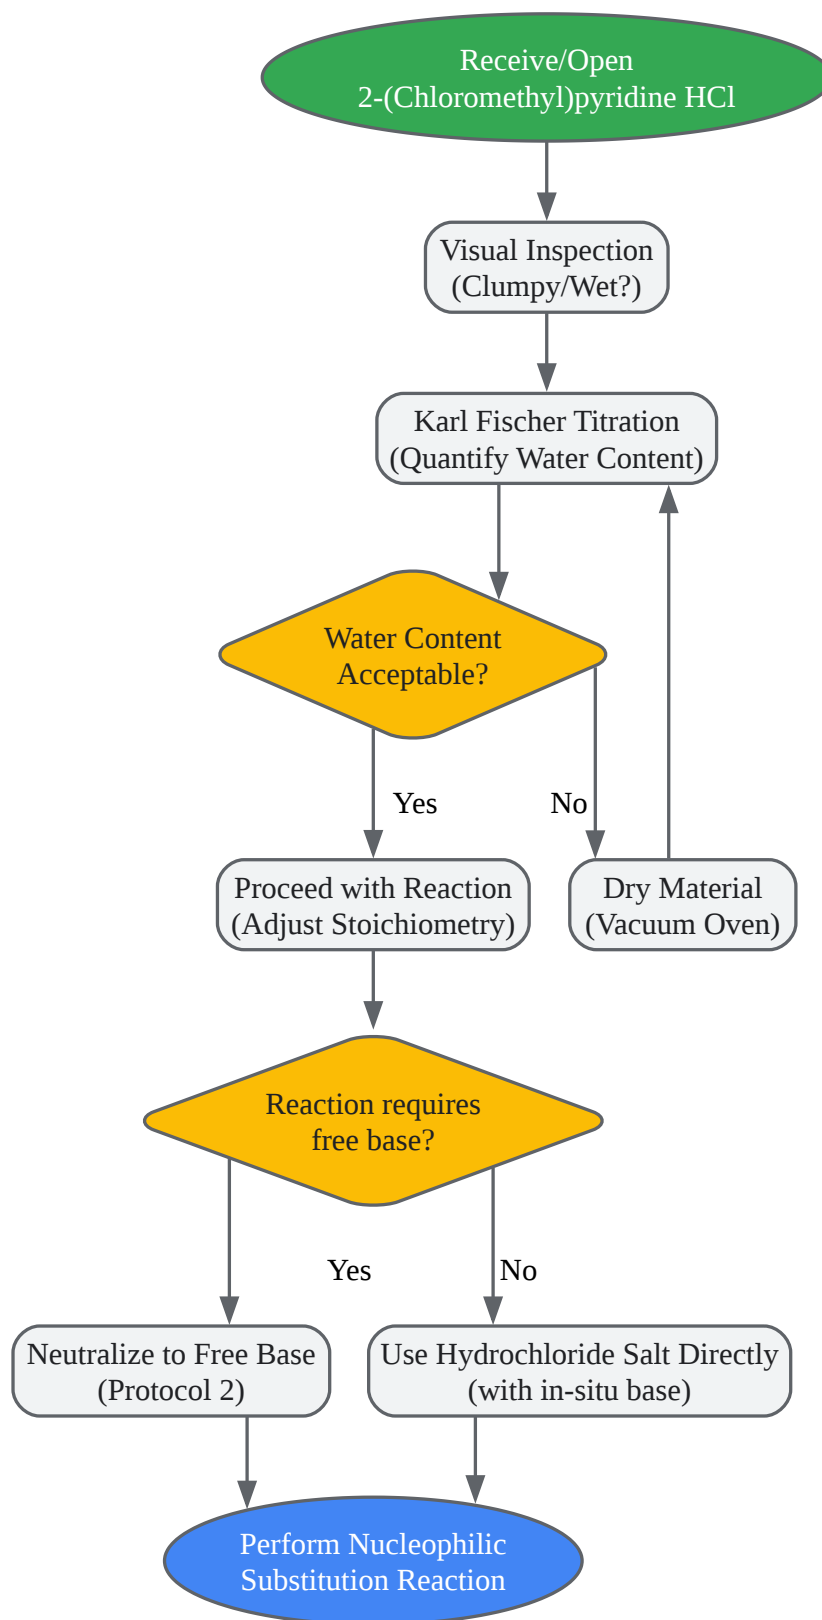 Receive/Open
2-(Chloromethyl)pyridine HCl
Visual Inspection
(Clumpy/Wet?)
Karl Fischer Titration
(Quantify Water Content)
Water Content
Acceptable?
Yes
No
Proceed with Reaction
(Adjust Stoichiometry)
Dry Material
(Vacuum Oven)
Reaction requires
free base?
Yes
No
Neutralize to Free Base
(Protocol 2)
Use Hydrochloride Salt Directly
(with in-situ base)
Perform Nucleophilic
Substitution Reaction